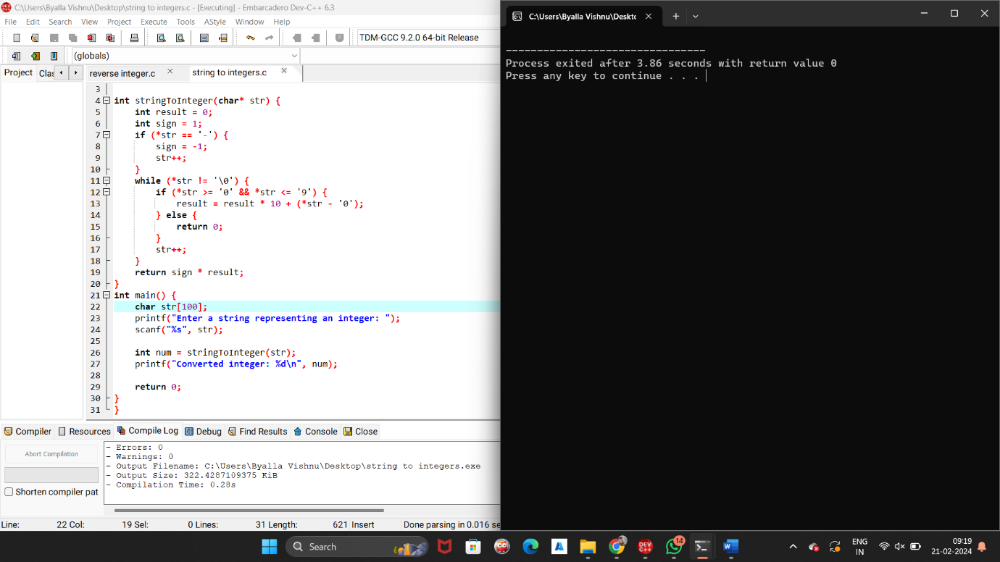 C:\Users\Byalla Vishnu\Desktop\string to integers.c - [Executing] - Embarcadero Dev-C++ 6.3
File Edit Search View Project Execute Tools AStyle Window Help
TDM-GCC 9.2.0 64-bit Release
(globals)
Project Clas
reverse integer.c
string to integers.c
3
4 int stringToInteger(char* str) {
5 int result = 0;
6 int sign = 1;
7 if (*str == '-') {
8 sign = -1;
9 str++;
10 }
11 while (*str != '\0') {
12 if (*str >= '0' && *str <= '9') {
13 result = result * 10 + (*str - '0');
14 } else {
15 return 0;
16 }
17 str++;
18 }
19 return sign * result;
20 }
21 int main() {
22 char str[100];
23 printf("Enter a string representing an integer: ");
24 scanf("%s", str);
25
26 int num = stringToInteger(str);
27 printf("Converted integer: %d\n", num);
28
29 return 0;
30 }
31 }
Compiler Resources Compile Log Debug Find Results Console Close
Abort Compilation
Shorten compiler pat
- Errors: 0
- Warnings: 0
- Output Filename: C:\Users\Byalla Vishnu\Desktop\string to integers.exe
- Output Size: 322.4287109375 KiB
- Compilation Time: 0.28s
Line: 22 Col: 19 Sel: 0 Lines: 31 Length: 621 Insert Done parsing in 0.016 se
C:\Users\Byalla Vishnu\Deskto
--------------------------------
Process exited after 3.86 seconds with return value 0
Press any key to continue . . .
Search
DEV C++
14
W
ENG
IN
09:19
21-02-2024